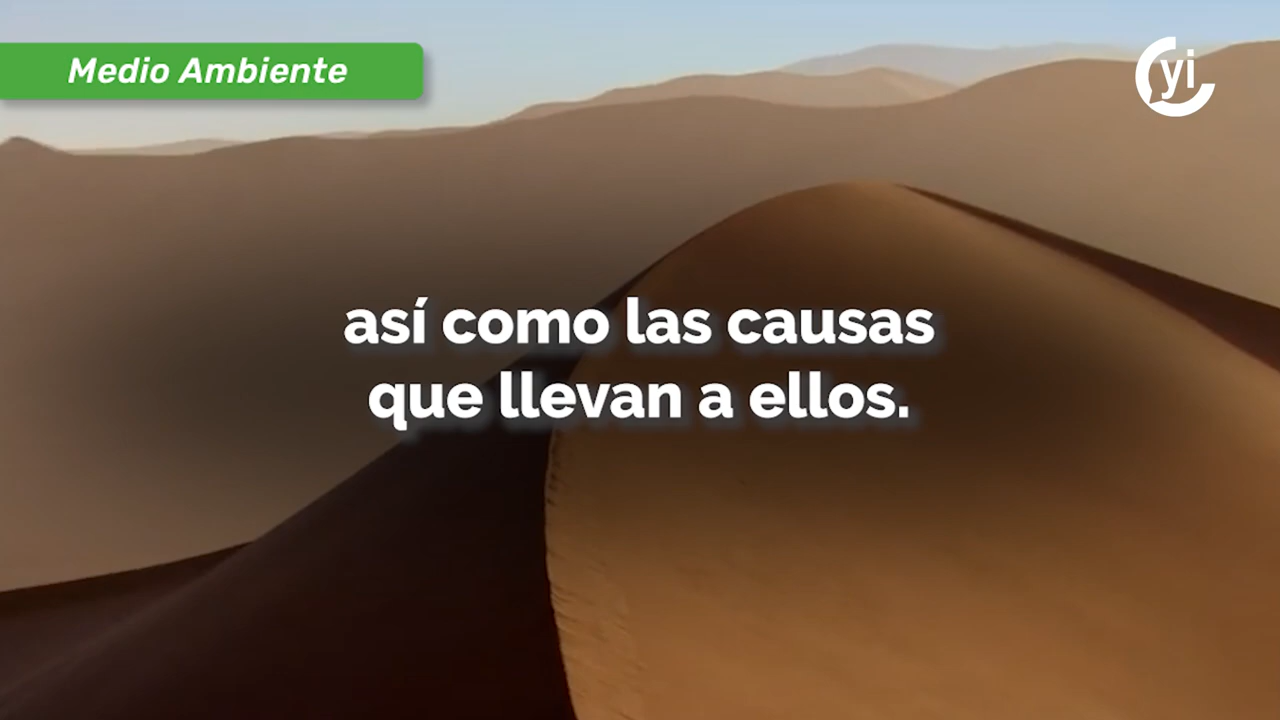 Medio Ambiente
yi
así como las causas
que llevan a ellos.